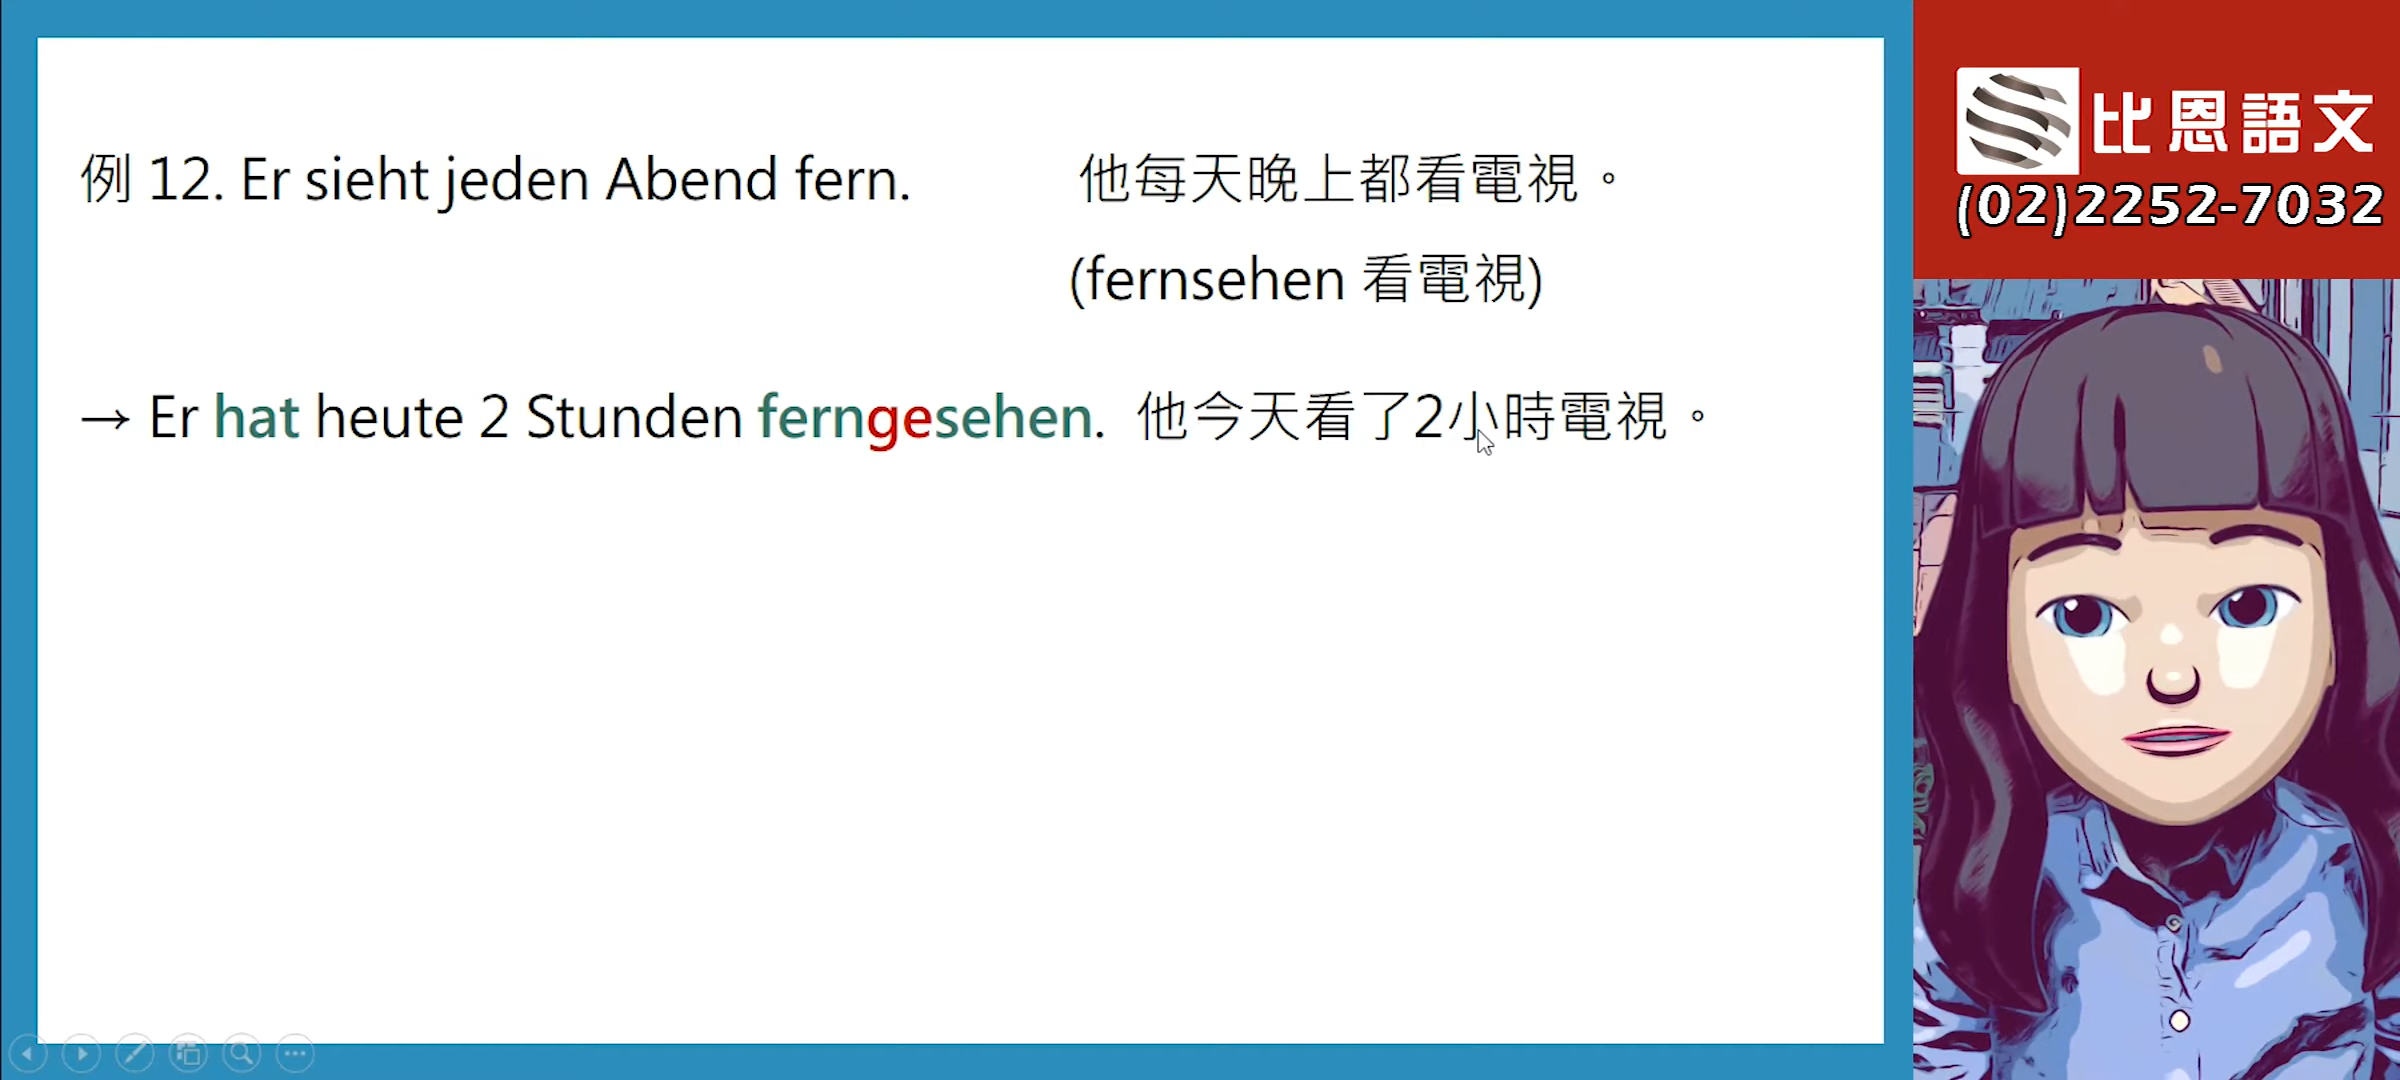 例 12. Er sieht jeden Abend fern. 他每天晚上都看電視。
(fernsehen 看電視)
→ Er hat heute 2 Stunden ferngesehen. 他今天看了2小時電視。
比恩語文
(02)2252-7032